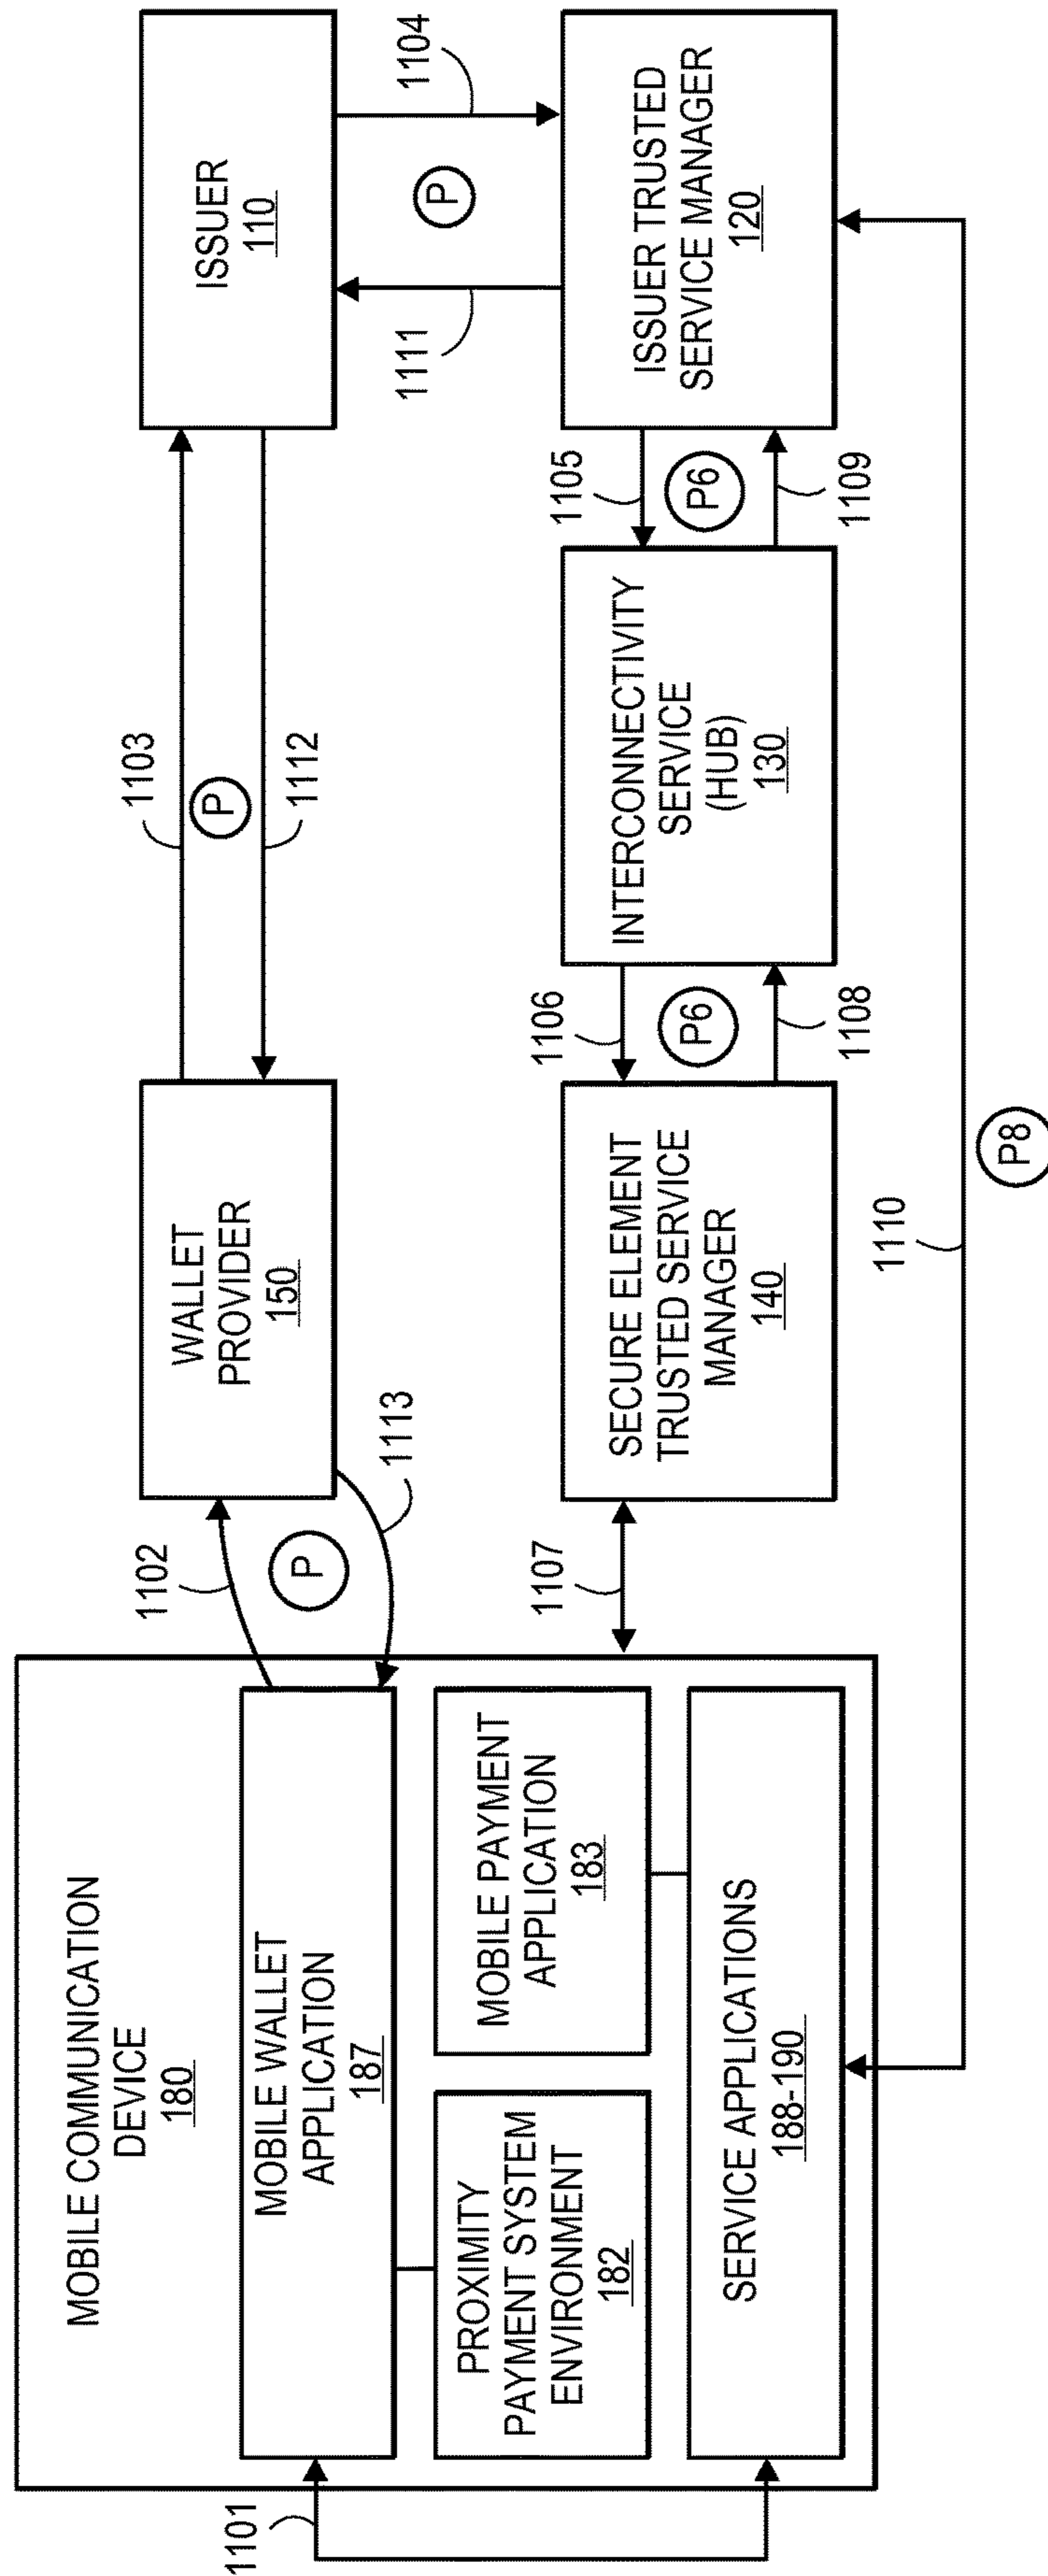 MOBILE COMMUNICATION
DEVICE
180
1101
MOBILE WALLET
APPLICATION
187
PROXIMITY
PAYMENT SYSTEM
ENVIRONMENT
182
MOBILE PAYMENT
APPLICATION
183
SERVICE APPLICATIONS
188-190
1102
P
1113
WALLET
PROVIDER
150
1103
P
1112
ISSUER
110
1104
P
1111
1107
SECURE ELEMENT
TRUSTED SERVICE
MANAGER
140
1106
P6
1108
INTERCONNECTIVITY
SERVICE
(HUB)
130
1105
P6
1109
ISSUER TRUSTED
SERVICE MANAGER
120
1110
P8